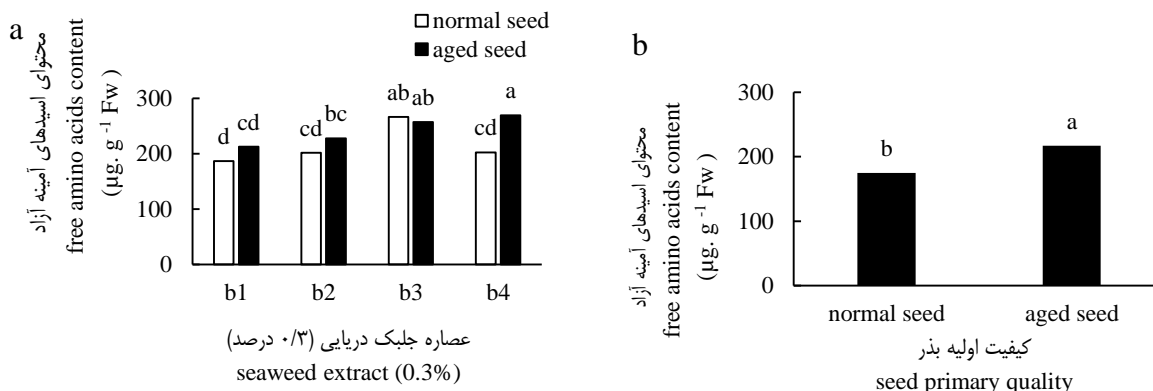 a
normal seed
aged seed
محتوای اسیدهای آمینه آزاد
free amino acids content
(µg. g -1 Fw )
300
200
100
0
d
cd
cd
bc
ab
ab
cd
a
b1
b2
b3
b4
عصاره جلبک دریایی (۰/۳ درصد)
seaweed extract (0.3%)
b
محتوای اسیدهای آمینه آزاد
free amino acids content
(µg. g -1 Fw )
300
200
100
0
b
a
normal seed
aged seed
کیفیت اولیه بذر
seed primary quality